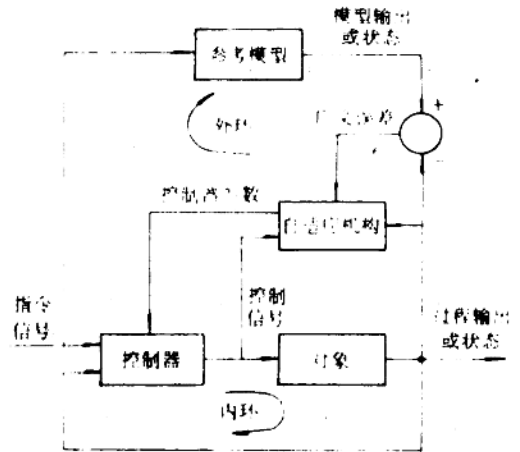 模型输出
或状态
参考模型
外环
广义误差
+
控制器参数
自适应机构
指令
信号
控制
信号
过程输出
或状态
控制器
对象
内环